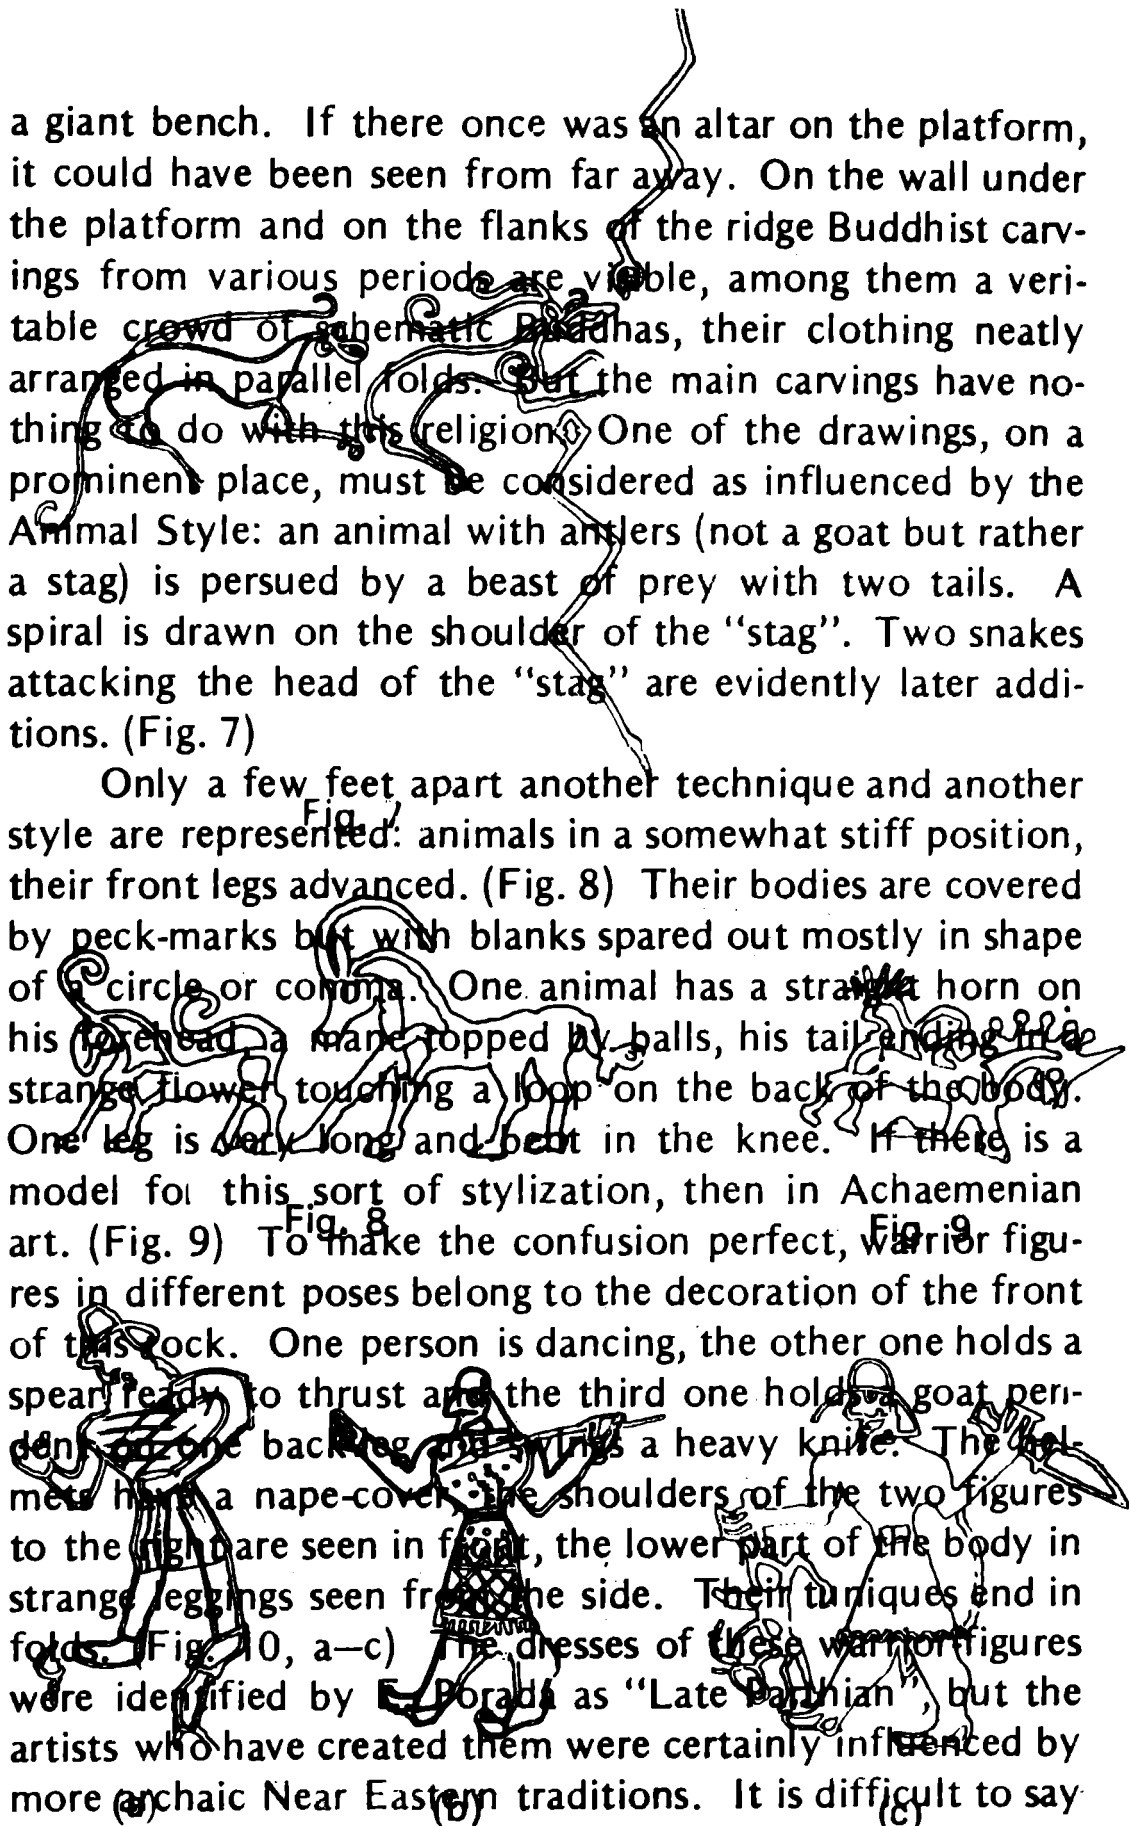 a giant bench. If there once was an altar on the platform,
it could have been seen from far away. On the wall under
the platform and on the flanks of the ridge Buddhist carv-
ings from various periods are visible, among them a veri-
table crowd of schematic Buddhas, their clothing neatly
arranged in parallel folds. But the main carvings have no-
thing to do with this religion. One of the drawings, on a
prominent place, must be considered as influenced by the
Animal Style: an animal with antlers (not a goat but rather
a stag) is persued by a beast of prey with two tails. A
spiral is drawn on the shoulder of the “stag”. Two snakes
attacking the head of the “stag” are evidently later addi-
tions. (Fig. 7)
Only a few feet apart another technique and another
Fig. 7
style are represented: animals in a somewhat stiff position,
their front legs advanced. (Fig. 8) Their bodies are covered
by peck-marks but with blanks spared out mostly in shape
of a circle or comma. One animal has a straight horn on
his forehead, a mane topped by balls, his tail ending in a
strange flower touching a loop on the back of the body.
One leg is very long and bent in the knee. If there is a
model for this sort of stylization, then in Achaemenian
Fig. 8 Fig. 9
art. (Fig. 9) To make the confusion perfect, warrior figu-
res in different poses belong to the decoration of the front
of this rock. One person is dancing, the other one holds a
spear ready to thrust and the third one holds a goat pen-
dent on one back leg and swings a heavy knife. The hel-
mets have a nape-cover, the shoulders of the two figures
to the right are seen in front, the lower part of the body in
strange leggings seen from the side. Their tuniques end in
folds. (Fig. 10, a—c) The dresses of these warrior figures
were identified by E. Porada as “Late Parthian”, but the
artists who have created them were certainly influenced by
more archaic Near Eastern traditions. It is difficult to say
(a) (b) (c)